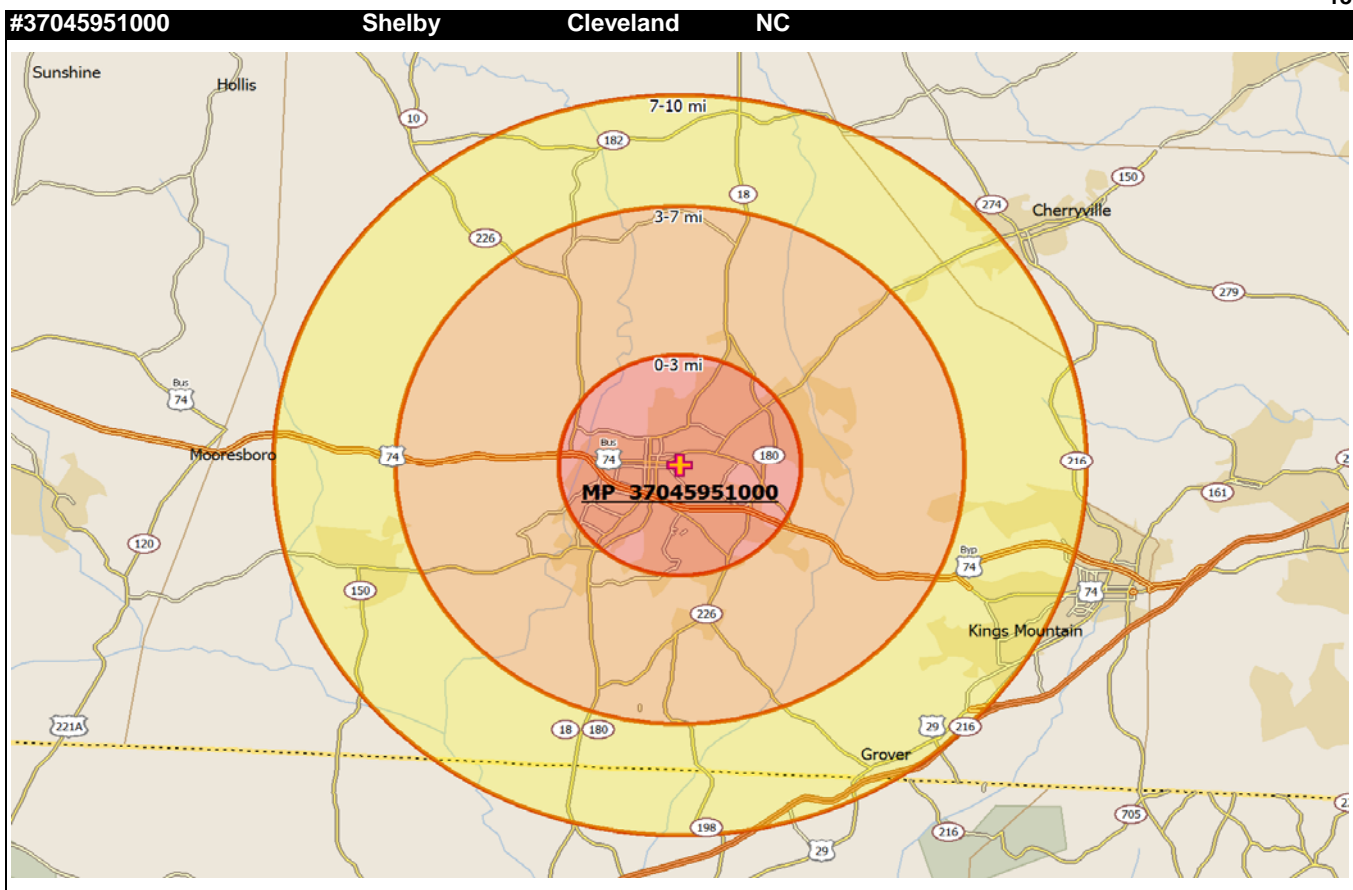 #37045951000 Shelby Cleveland NC
Sunshine
Hollis
7-10 mi
10
182
18
150
274
Cherryville
3-7 mi
226
279
0-3 mi
Bus
74
Mooresboro
74
Bus
74
180
216
MP 37045951000
161
120
Byp
74
150
74
226
Kings Mountain
221A
18
180
29
216
Grover
198
705
216
29